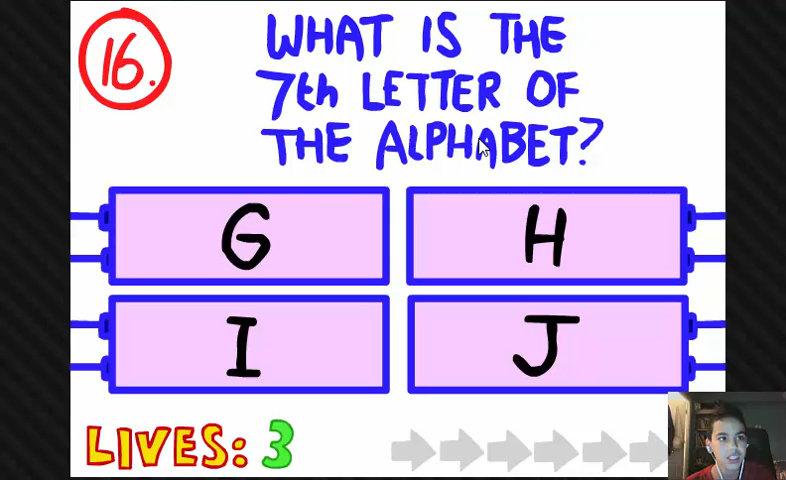 16.
WHAT IS THE
7th LETTER OF
THE ALPHABET?
G
H
I
J
LIVES: 3